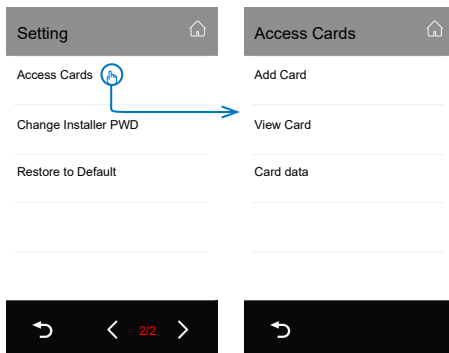 Setting
Access Cards
Change Installer PWD
Restore to Default
2/2
Access Cards
Add Card
View Card
Card data